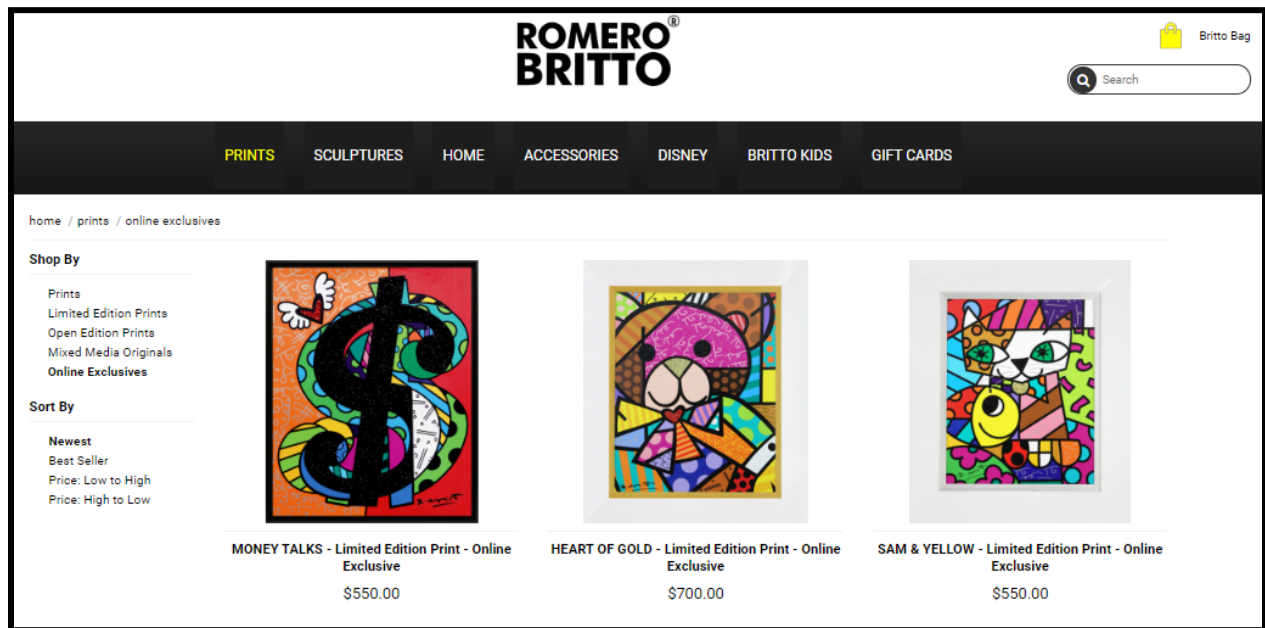 ROMERO®
BRITTO
Britto Bag
Search
PRINTS SCULPTURES HOME ACCESSORIES DISNEY BRITTO KIDS GIFT CARDS
home / prints / online exclusives
Shop By
Prints
Limited Edition Prints
Open Edition Prints
Mixed Media Originals
Online Exclusives
Sort By
Newest
Best Seller
Price: Low to High
Price: High to Low
MONEY TALKS - Limited Edition Print - Online
Exclusive
$550.00
HEART OF GOLD - Limited Edition Print - Online
Exclusive
$700.00
SAM & YELLOW - Limited Edition Print - Online
Exclusive
$550.00